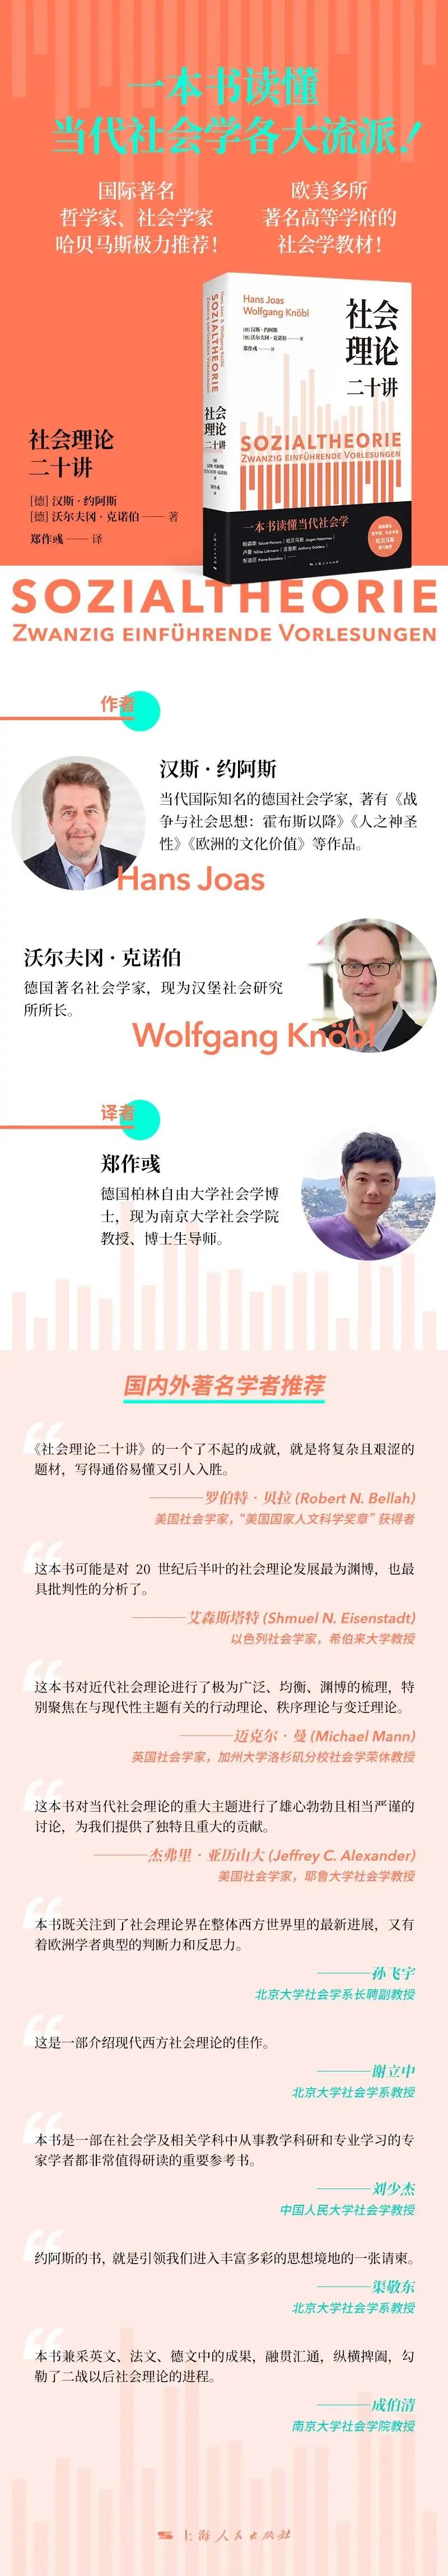 一本书读懂
当代社会学各大流派！
国际著名
哲学家、社会学家
哈贝马斯极力推荐！
欧美多所
著名高等学府的
社会学教材！
Hans Joas
Wolfgang Knöbl
[德] 汉斯·约阿斯
[德] 沃尔夫冈·克诺伯 —— 著
郑作彧 —— 译
社会
理论
二十讲
SOZIALTHEORIE
ZWANZIG EINFÜHRENDE VORLESUNGEN
一本书读懂当代社会学
Hans Joas & Wolfgang Knöbl
SOZIALTHEORIE
ZWANZIG EINFÜHRENDE VORLESUNGEN
社会
理论
二十讲
社会理论
二十讲
[德] 汉斯·约阿斯
[德] 沃尔夫冈·克诺伯 —— 著
郑作彧 —— 译
SOZIALTHEORIE
ZWANZIG EINFÜHRENDE VORLESUNGEN
作者
汉斯·约阿斯
当代国际知名的德国社会学家，著有《战
争与社会思想：霍布斯以降》《人之神圣
性》《欧洲的文化价值》等作品。
Hans Joas
沃尔夫冈·克诺伯
德国著名社会学家，现为汉堡社会研究
所所长。
Wolfgang Knöbl
译者
郑作彧
德国柏林自由大学社会学博
士，现为南京大学社会学院
教授、博士生导师。
国内外著名学者推荐
《社会理论二十讲》的一个了不起的成就，就是将复杂且艰涩的
题材，写得通俗易懂又引人入胜。
———罗伯特·贝拉 (Robert N. Bellah)
美国社会学家，“美国国家人文科学奖章”获得者
这本书可能是对 20 世纪后半叶的社会理论发展最为渊博，也最
具批判性的分析了。
———艾森斯塔特 (Shmuel N. Eisenstadt)
以色列社会学家，希伯来大学教授
这本书对近代社会理论进行了极为广泛、均衡、渊博的梳理，特
别聚焦在与现代性主题有关的行动理论、秩序理论与变迁理论。
———迈克尔·曼 (Michael Mann)
英国社会学家，加州大学洛杉矶分校社会学荣休教授
这本书对当代社会理论的重大主题进行了雄心勃勃且相当严谨的
讨论，为我们提供了独特且重大的贡献。
———杰弗里·亚历山大 (Jeffrey C. Alexander)
美国社会学家，耶鲁大学社会学教授
本书既关注到了社会理论界在整体西方世界里的最新进展，又有
着欧洲学者典型的判断力和反思力。
———孙飞宇
北京大学社会学系长聘副教授
这是一部介绍现代西方社会理论的佳作。
———谢立中
北京大学社会学系教授
本书是一部在社会学及相关学科中从事教学科研和专业学习的专
家学者都非常值得研读的重要参考书。
———刘少杰
中国人民大学社会学教授
约阿斯的书，就是引领我们进入丰富多彩的思想境地的一张请柬。
———渠敬东
北京大学社会学系教授
本书兼采英文、法文、德文中的成果，融贯汇通，纵横捭阖，勾
勒了二战以后社会理论的进程。
———成伯清
南京大学社会学院教授
上海人民出版社